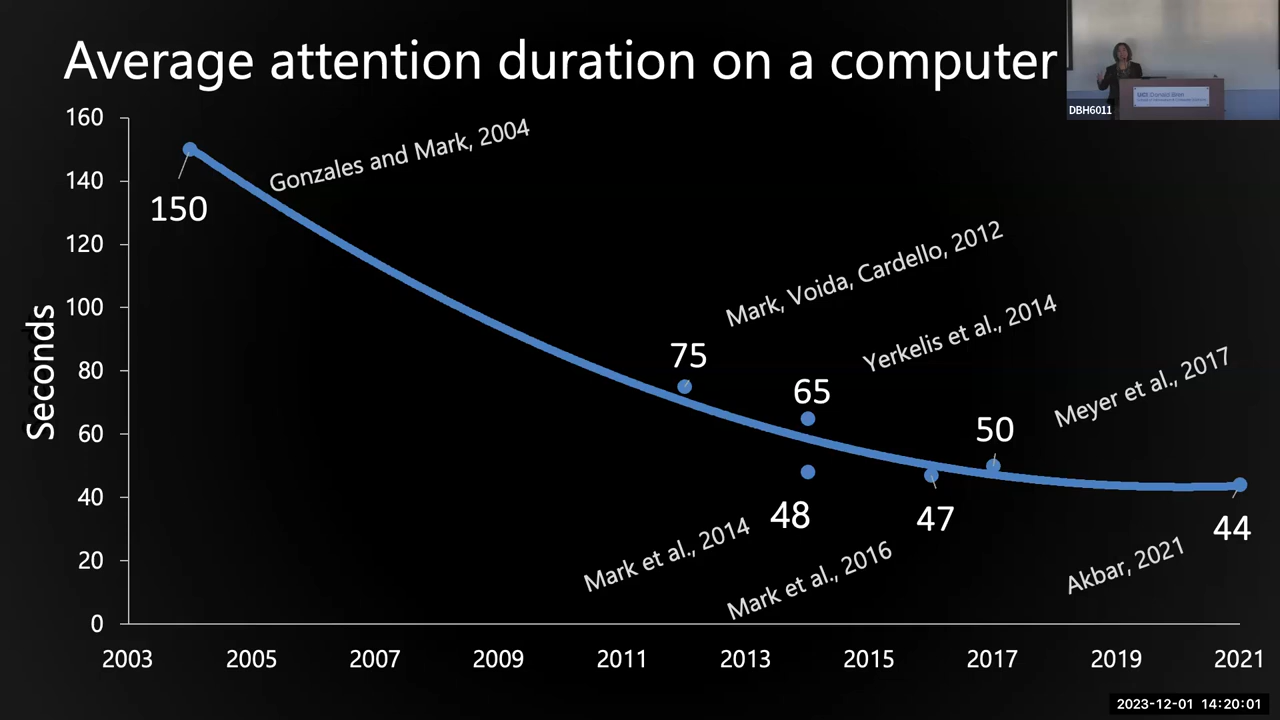 Average attention duration on a computer
UCI Donald Bren
DBH6011
Seconds
160
140
120
100
80
60
40
20
0
150
Gonzales and Mark, 2004
75
Mark, Voida, Cardello, 2012
65
Yerkelis et al., 2014
48
Mark et al., 2014
47
Mark et al., 2016
50
Meyer et al., 2017
44
Akbar, 2021
2003 2005 2007 2009 2011 2013 2015 2017 2019 2021
2023-12-01 14:20:01